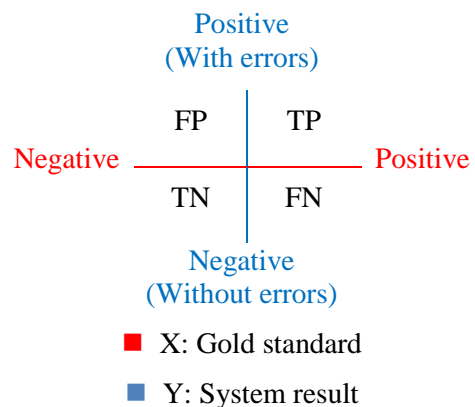 Positive
(With errors)
FP TP
Negative Positive
TN FN
Negative
(Without errors)
X: Gold standard
Y: System result